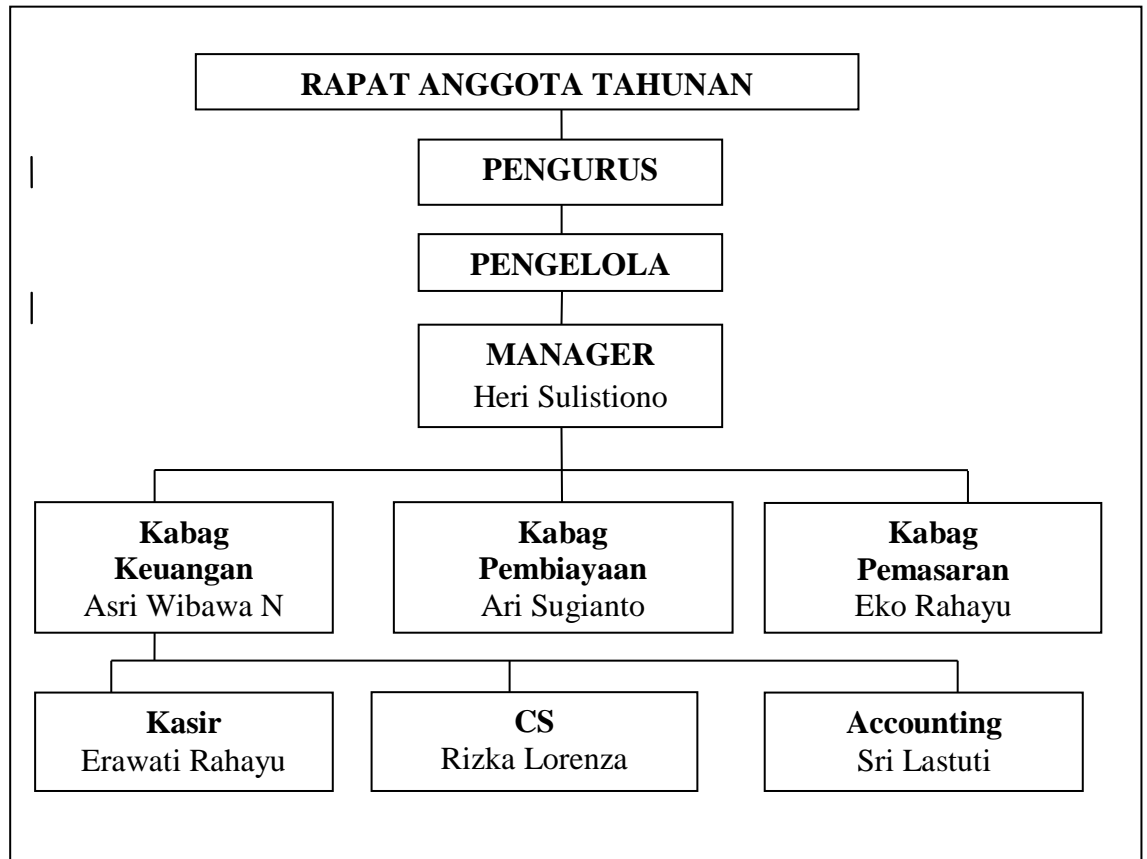 RAPAT ANGGOTA TAHUNAN
PENGURUS
PENGELOLA
MANAGER
Heri Sulistiono
Kabag
Keuangan
Asri Wibawa N
Kabag
Pembiayaan
Ari Sugianto
Kabag
Pemasaran
Eko Rahayu
Kasir
Erawati Rahayu
CS
Rizka Lorenza
Accounting
Sri Lastuti